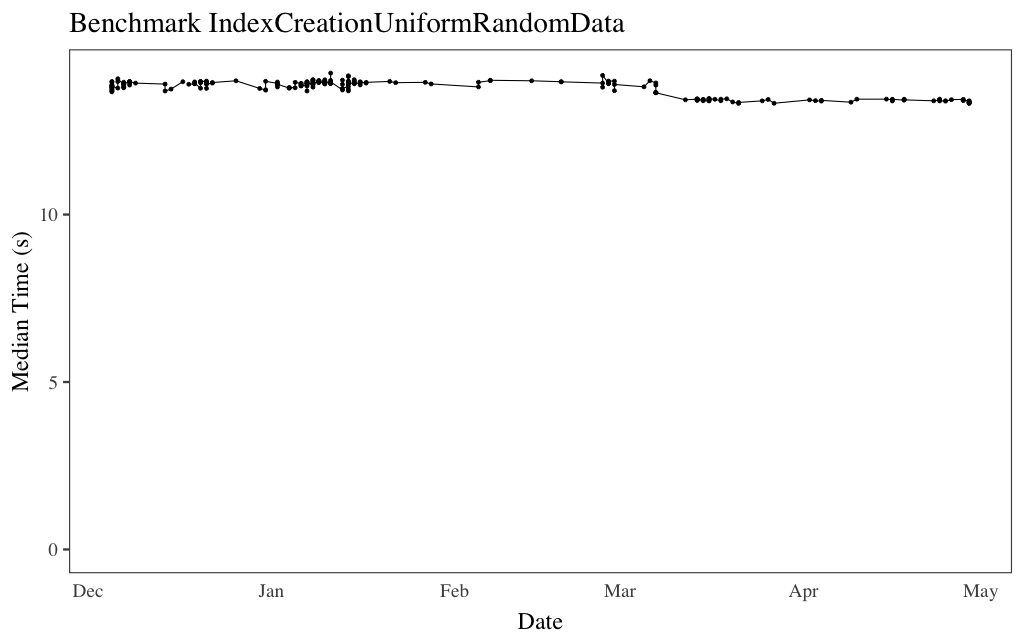 Benchmark IndexCreationUniformRandomData
Median Time (s)
10
5
0
Dec Jan Feb Mar Apr May
Date